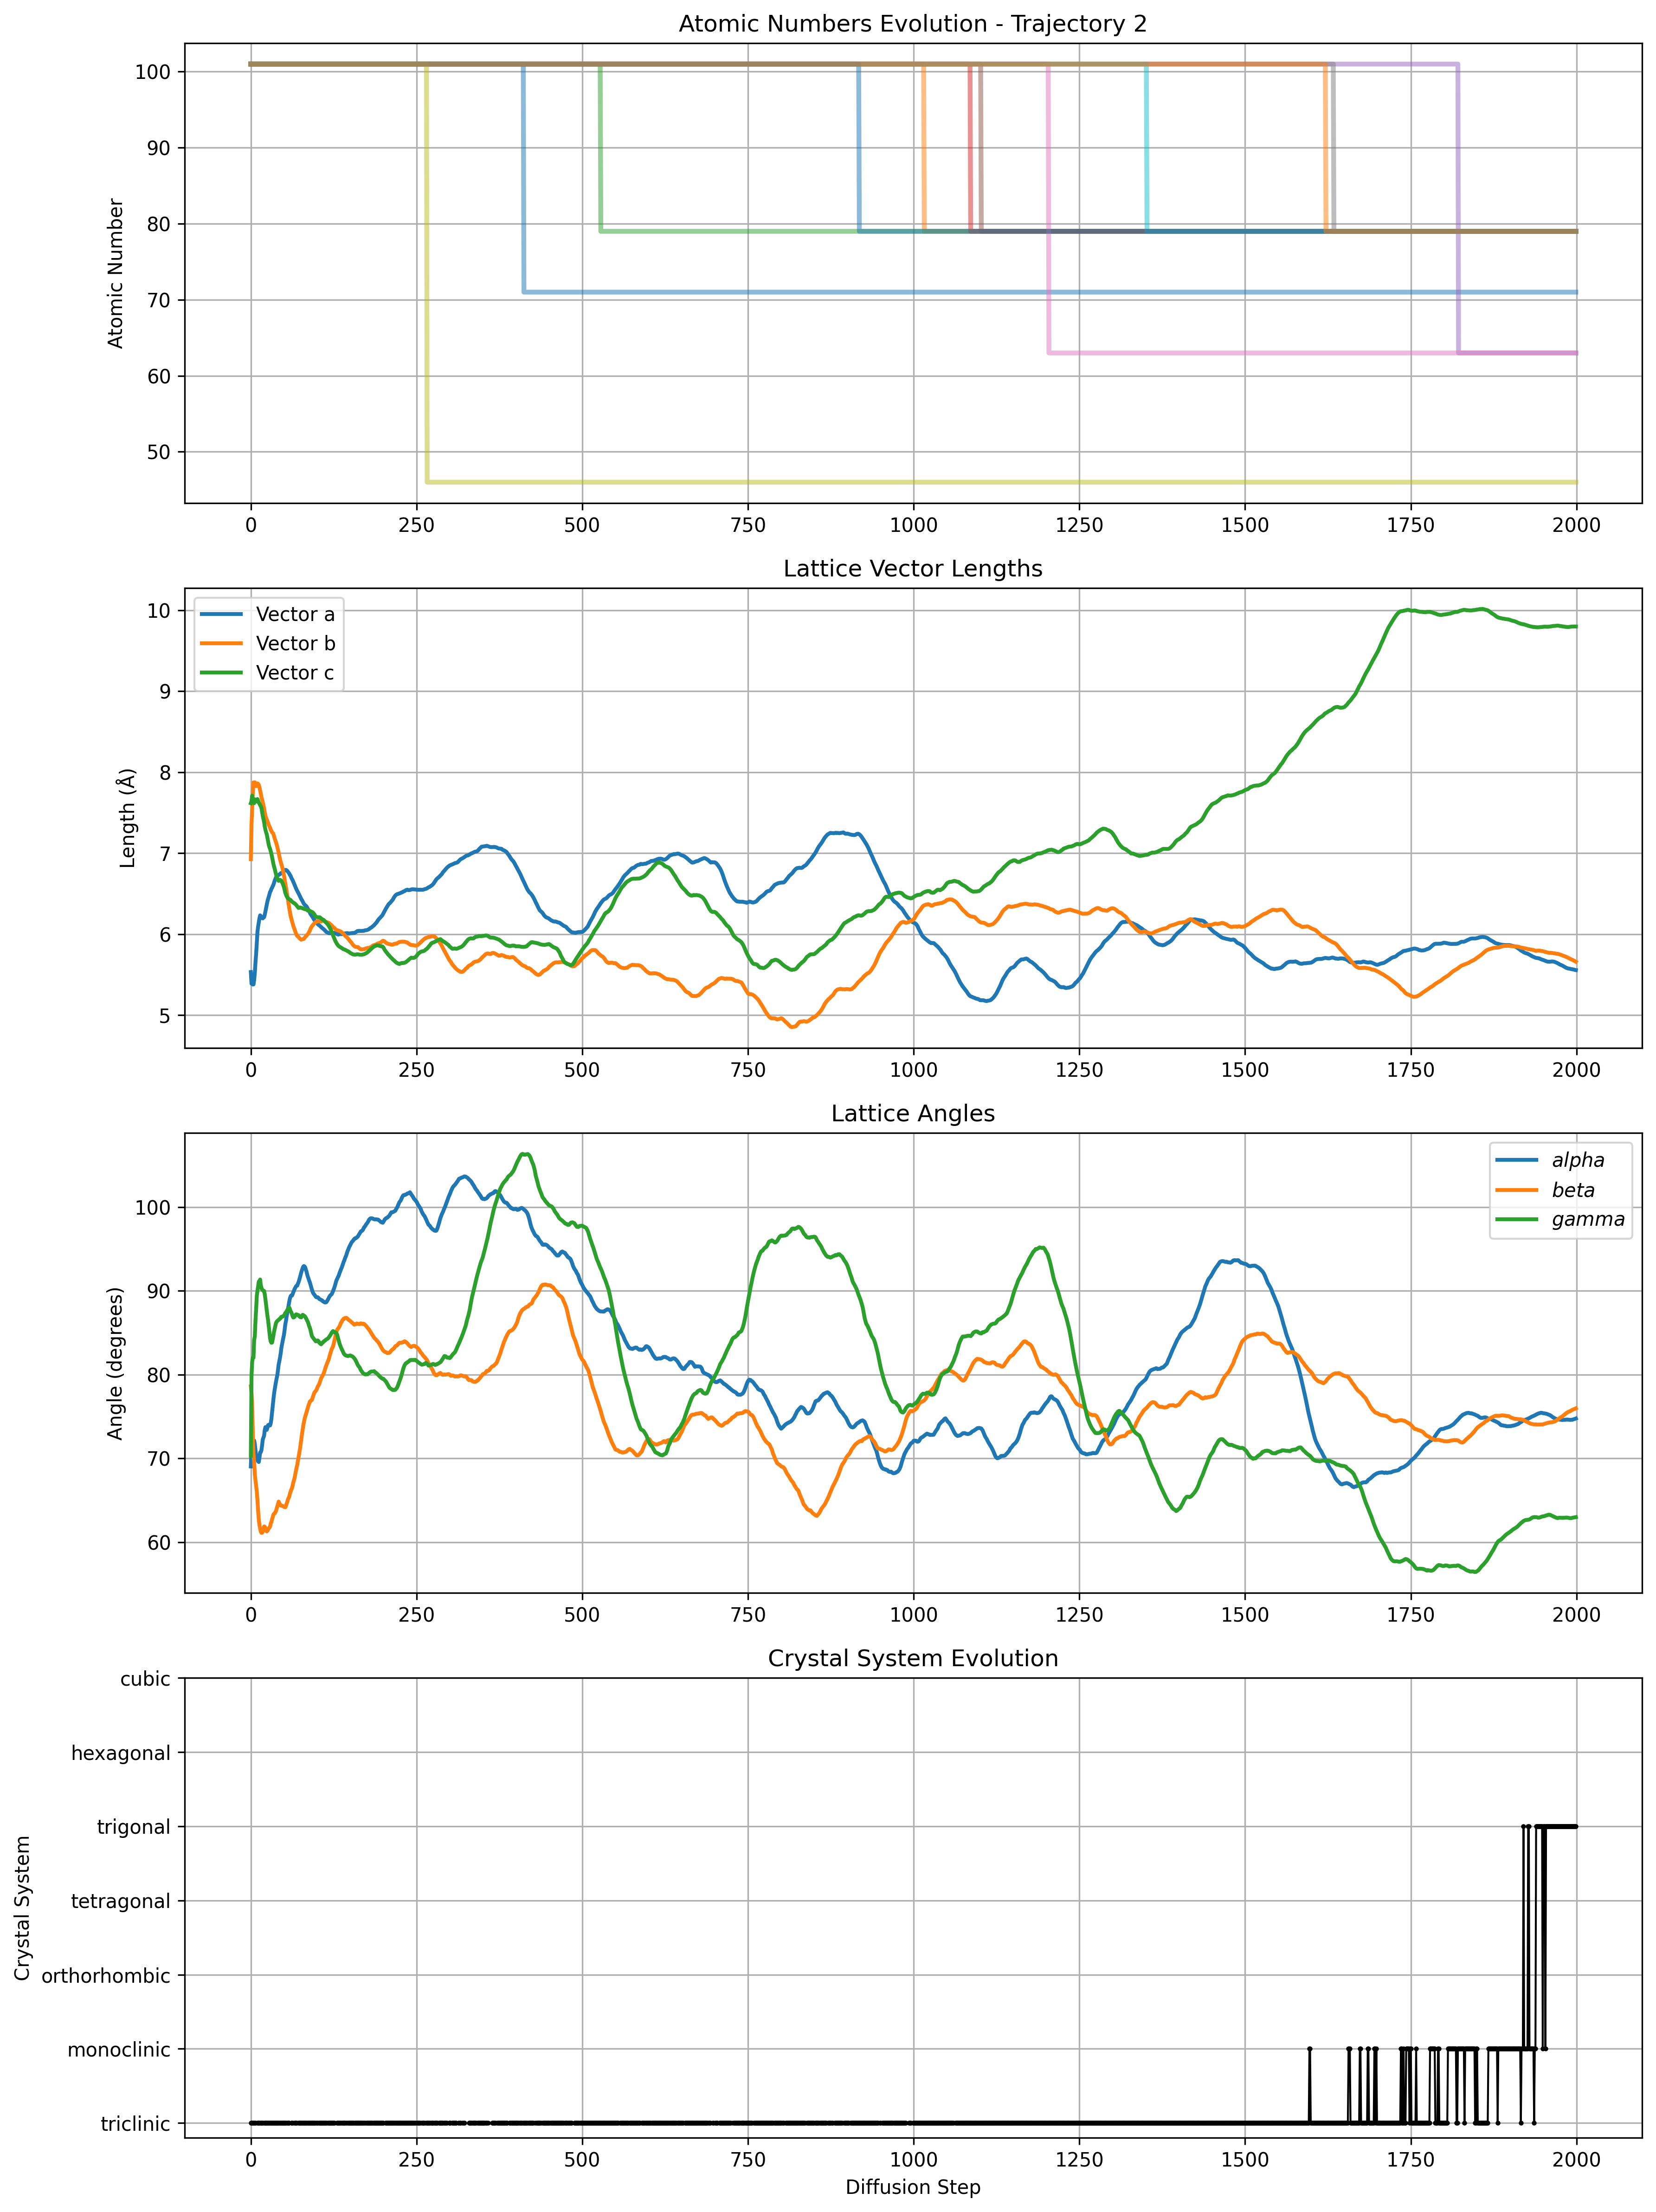 Atomic Numbers Evolution - Trajectory 2
Atomic Number
100
90
80
70
60
50
0 250 500 750 1000 1250 1500 1750 2000
Lattice Vector Lengths
Length (Å)
10
9
8
7
6
5
Vector a
Vector b
Vector c
0 250 500 750 1000 1250 1500 1750 2000
Lattice Angles
Angle (degrees)
100
90
80
70
60
alpha
beta
gamma
0 250 500 750 1000 1250 1500 1750 2000
Crystal System Evolution
Crystal System
cubic
hexagonal
trigonal
tetragonal
orthorhombic
monoclinic
triclinic
0 250 500 750 1000 1250 1500 1750 2000
Diffusion Step